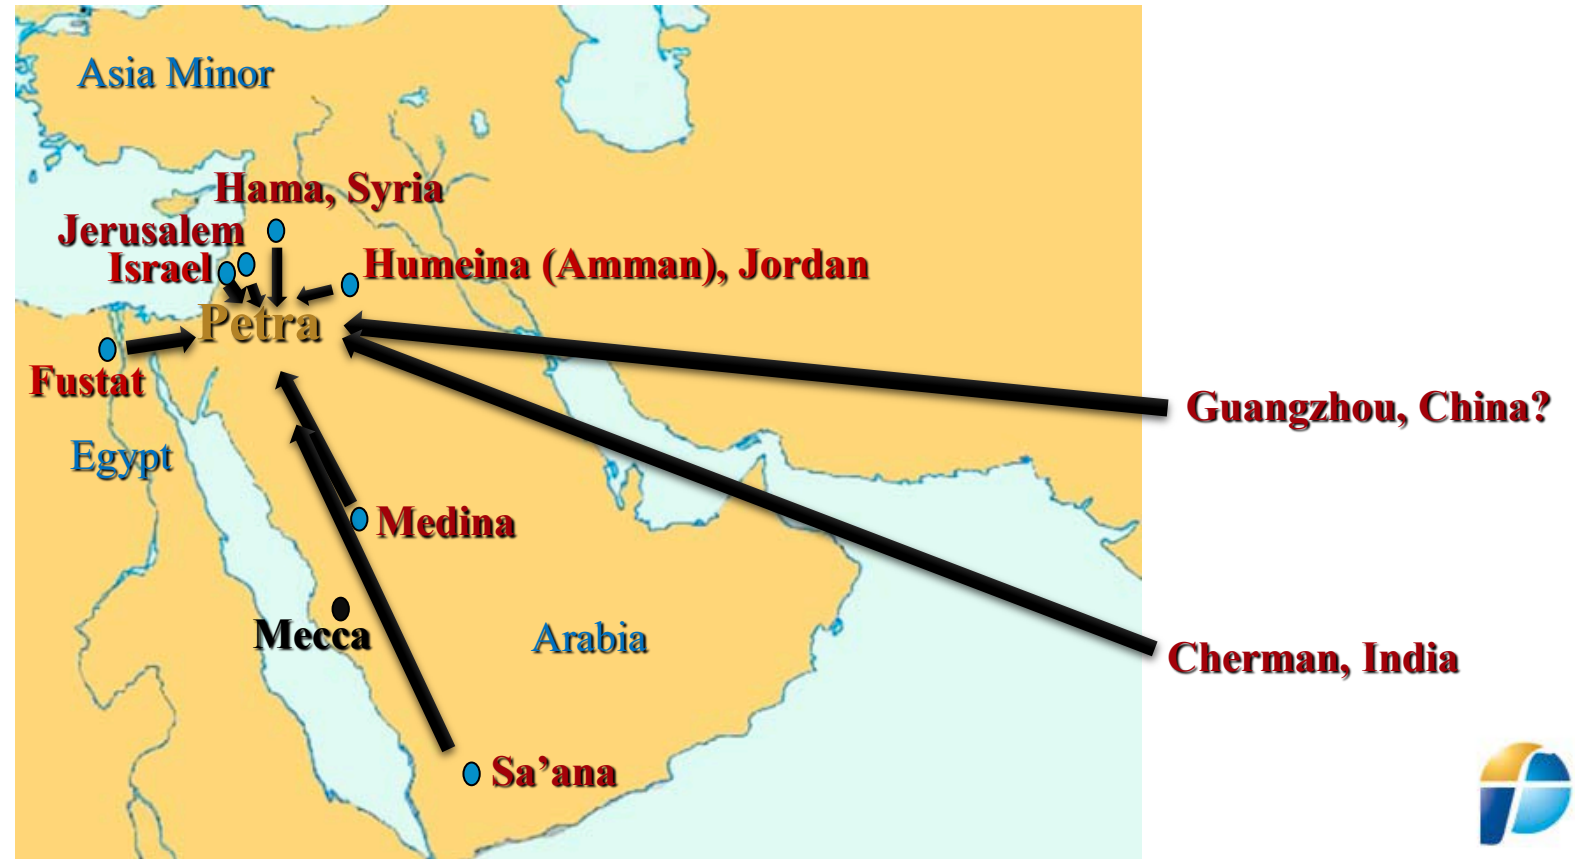 Asia Minor
Hama, Syria
Jerusalem
Israel
Humeina (Amman), Jordan
Petra
Fustat
Guangzhou, China?
Egypt
Medina
Mecca
Arabia
Cherman, India
Sa’ana